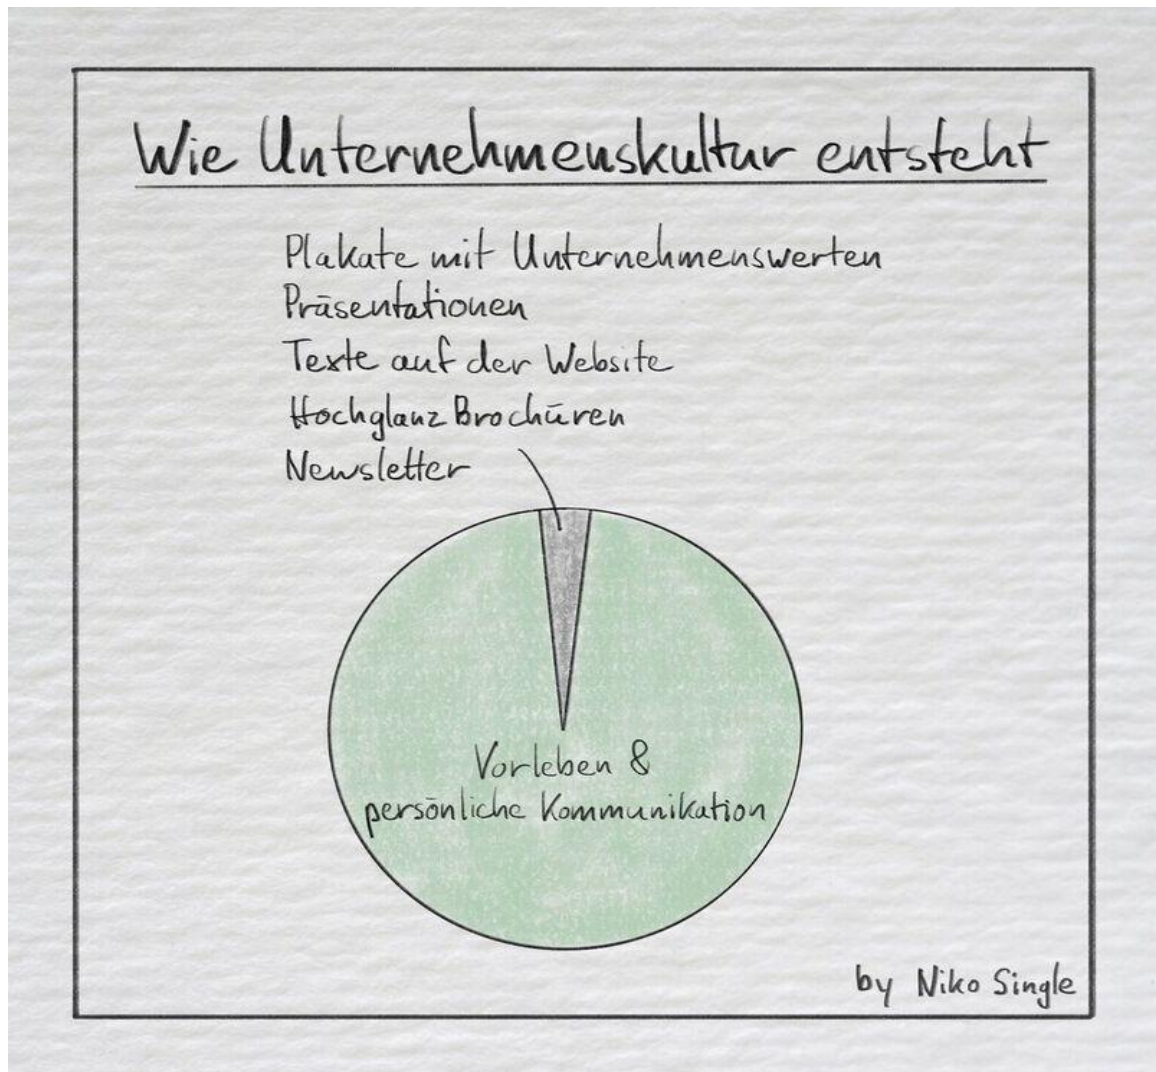 Wie Unternehmenskultur entsteht
Plakate mit Unternehmenswerten
Präsentationen
Texte auf der Website
Hochglanz Brochüren
Newsletter
Vorleben &
persönliche Kommunikation
by Niko Single